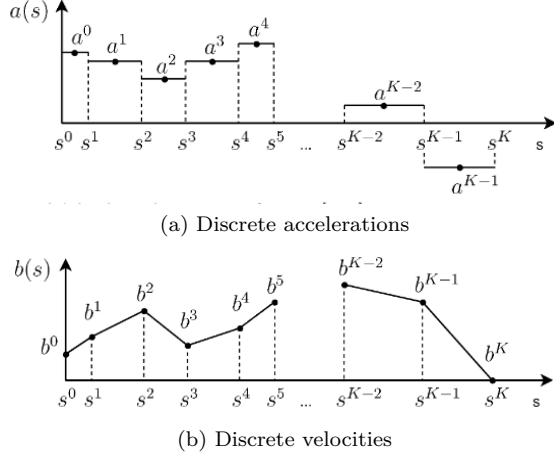 a(s)
a^0 a^1 a^2 a^3 a^4 a^{K-2}
s^0 s^1 s^2 s^3 s^4 s^5 ... s^{K-2} s^{K-1} s^K s
a^{K-1}
(a) Discrete accelerations
b(s)
b^0 b^1 b^2 b^3 b^4 b^5 b^{K-2} b^{K-1} b^K
s^0 s^1 s^2 s^3 s^4 s^5 ... s^{K-2} s^{K-1} s^K s
(b) Discrete velocities